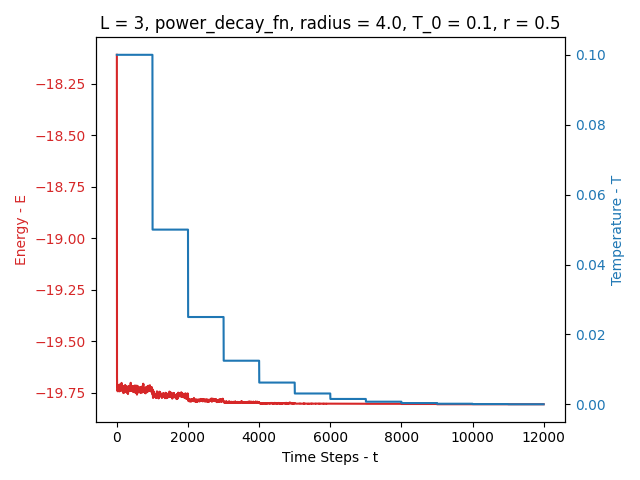 L = 3, power_decay_fn, radius = 4.0, T_0 = 0.1, r = 0.5
Energy - E
−18.25
−18.50
−18.75
−19.00
−19.25
−19.50
−19.75
0.10
0.08
0.06
0.04
0.02
0.00
Temperature - T
0 2000 4000 6000 8000 10000 12000
Time Steps - t